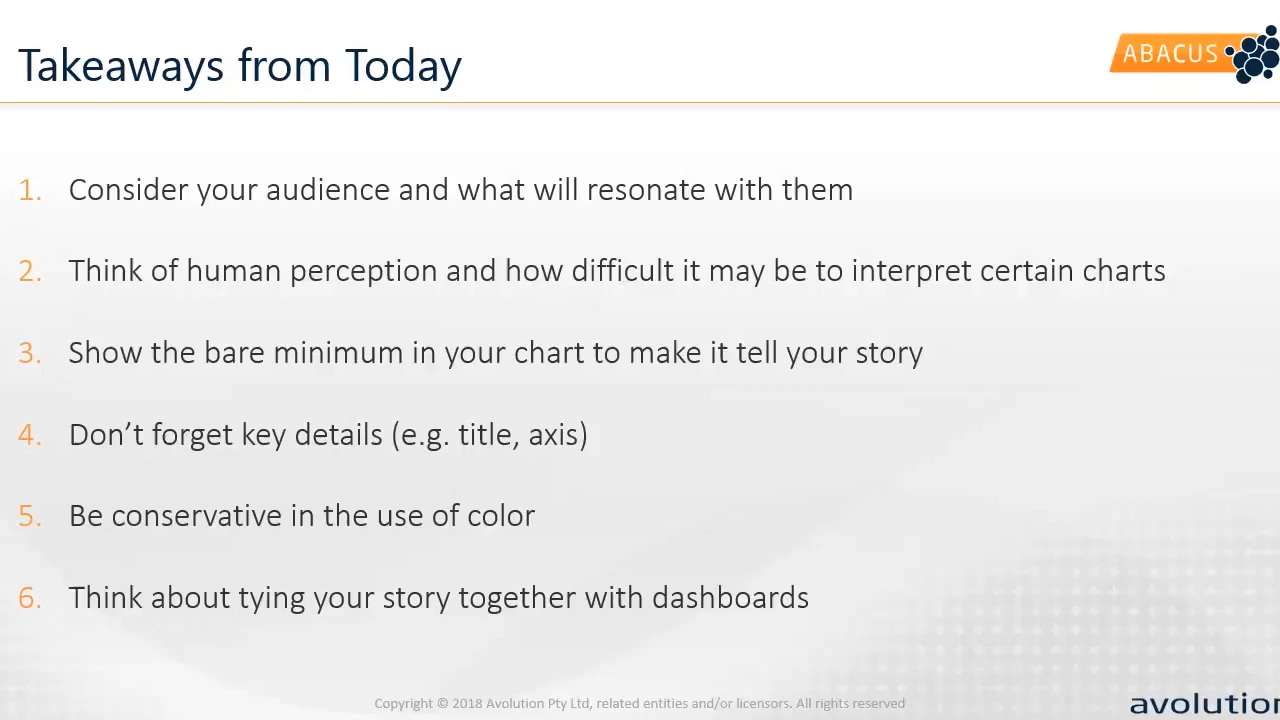 Takeaways from Today
ABACUS
1. Consider your audience and what will resonate with them
2. Think of human perception and how difficult it may be to interpret certain charts
3. Show the bare minimum in your chart to make it tell your story
4. Don’t forget key details (e.g. title, axis)
5. Be conservative in the use of color
6. Think about tying your story together with dashboards
Copyright © 2018 Avolution Pty Ltd, related entities and/or licensors. All rights reserved
avolution